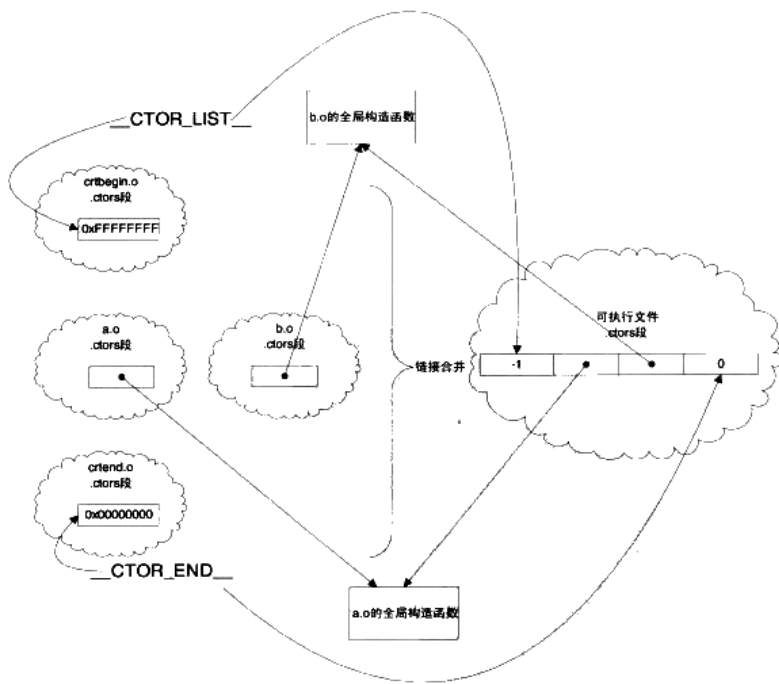 __CTOR_LIST__
b.o的全局构造函数
crtbegin.o
.ctors段
0xFFFFFFFF
a.o
.ctors段
b.o
.ctors段
链接合并
可执行文件
.ctors段
-1
0
crtend.o
.ctors段
0x00000000
__CTOR_END__
a.o的全局构造函数